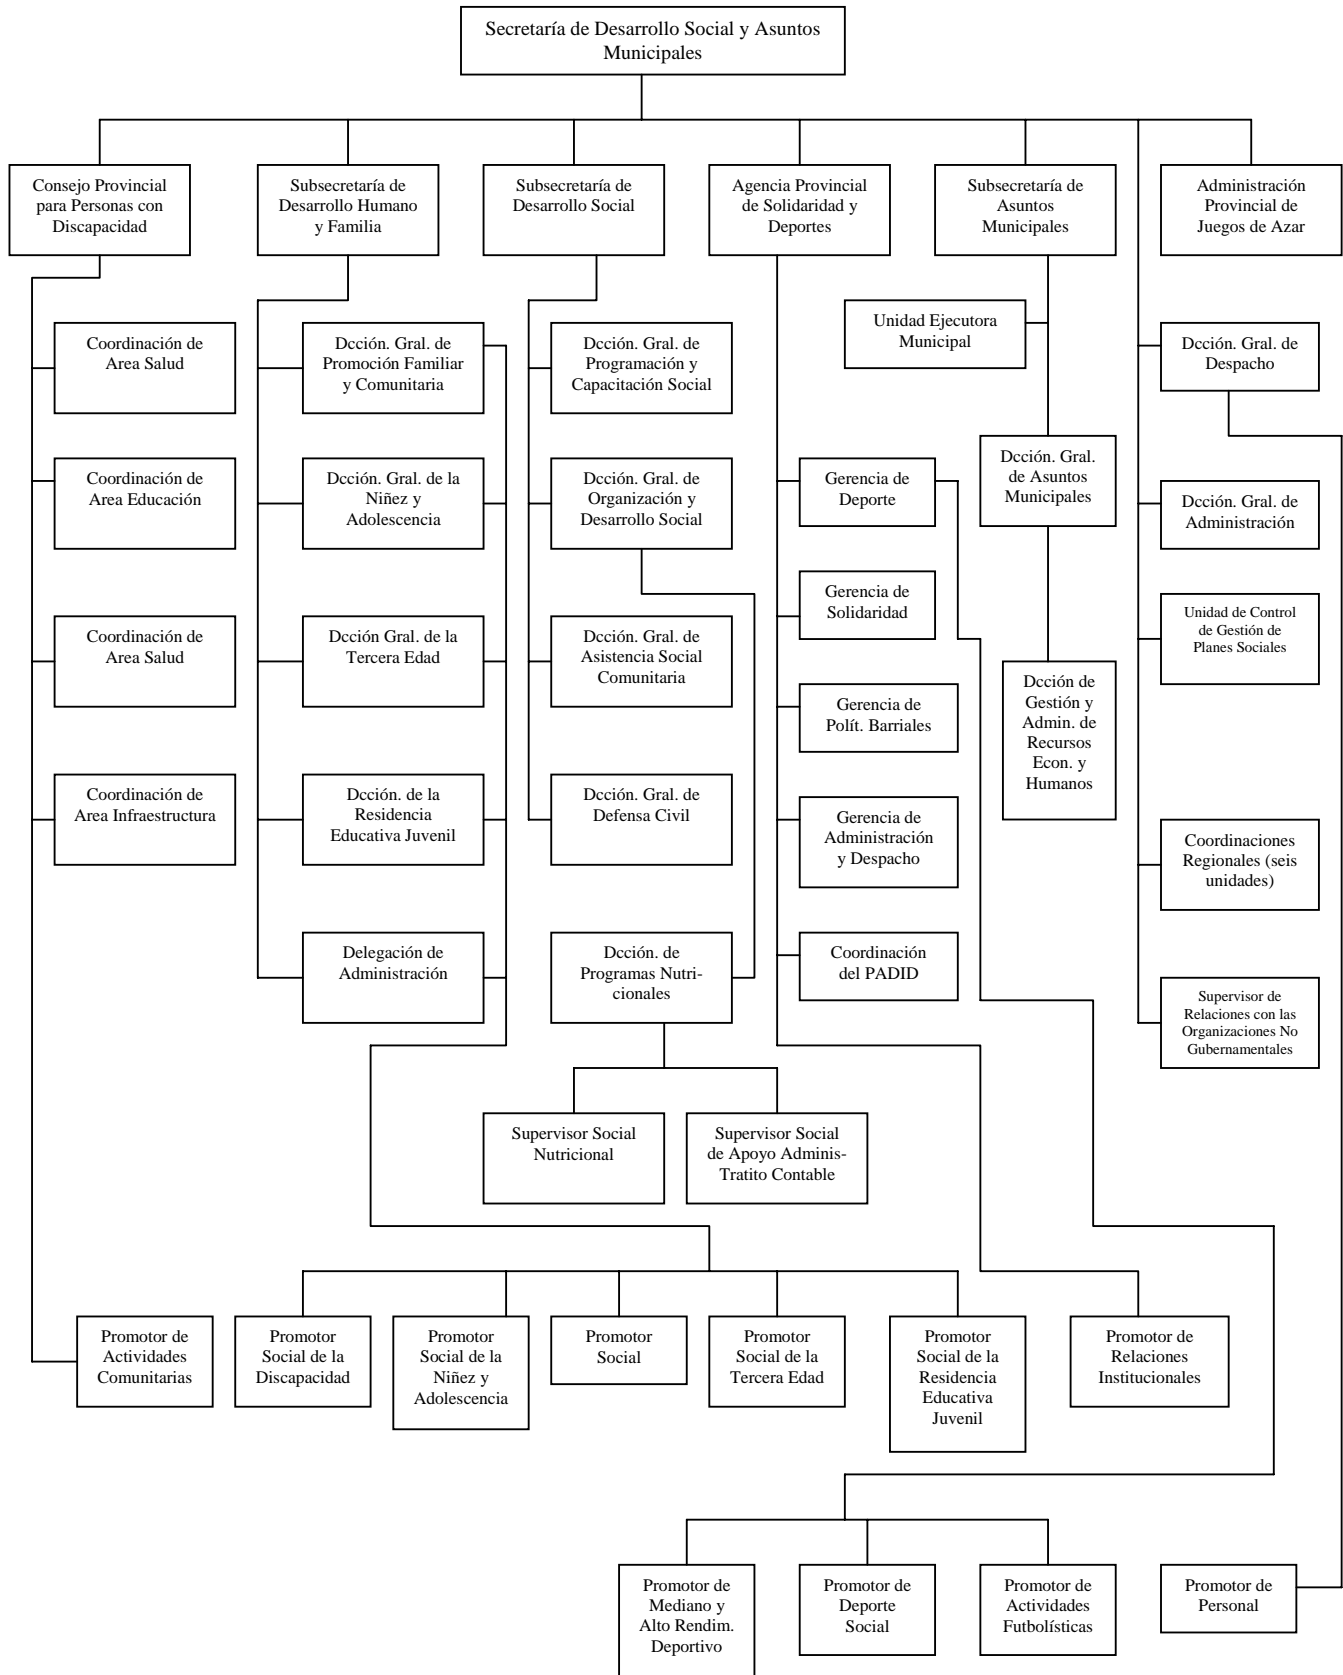 Secretaría de Desarrollo Social y Asuntos
Municipales
Consejo Provincial
para Personas con
Discapacidad
Subsecretaría de
Desarrollo Humano
y Familia
Subsecretaría de
Desarrollo Social
Agencia Provincial
de Solidaridad y
Deportes
Subsecretaría de
Asuntos
Municipales
Administración
Provincial de
Juegos de Azar
Unidad Ejecutora
Municipal
Coordinación de
Area Salud
Dcción. Gral. de
Promoción Familiar
y Comunitaria
Dcción. Gral. de
Programación y
Capacitación Social
Dcción. Gral. de
Despacho
Coordinación de
Area Educación
Dcción. Gral. de la
Niñez y
Adolescencia
Dcción. Gral. de
Organización y
Desarrollo Social
Gerencia de
Deporte
Dcción. Gral.
de Asuntos
Municipales
Dcción. Gral. de
Administración
Gerencia de
Solidaridad
Unidad de Control
de Gestión de
Planes Sociales
Coordinación de
Area Salud
Dcción Gral. de la
Tercera Edad
Dcción. Gral. de
Asistencia Social
Comunitaria
Gerencia de
Polít. Barriales
Dcción de
Gestión y
Admin. de
Recursos
Econ. y
Humanos
Coordinación de
Area Infraestructura
Dcción. de la
Residencia
Educativa Juvenil
Dcción. Gral. de
Defensa Civil
Gerencia de
Administración
y Despacho
Coordinaciones
Regionales (seis
unidades)
Delegación de
Administración
Dcción. de
Programas Nutri-
cionales
Coordinación
del PADID
Supervisor de
Relaciones con las
Organizaciones No
Gubernamentales
Supervisor Social
Nutricional
Supervisor Social
de Apoyo Adminis-
Tratito Contable
Promotor de
Actividades
Comunitarias
Promotor
Social de la
Discapacidad
Promotor
Social de la
Niñez y
Adolescencia
Promotor
Social
Promotor
Social de la
Tercera Edad
Promotor
Social de la
Residencia
Educativa
Juvenil
Promotor de
Relaciones
Institucionales
Promotor de
Mediano y
Alto Rendim.
Deportivo
Promotor de
Deporte
Social
Promotor de
Actividades
Futbolísticas
Promotor de
Personal